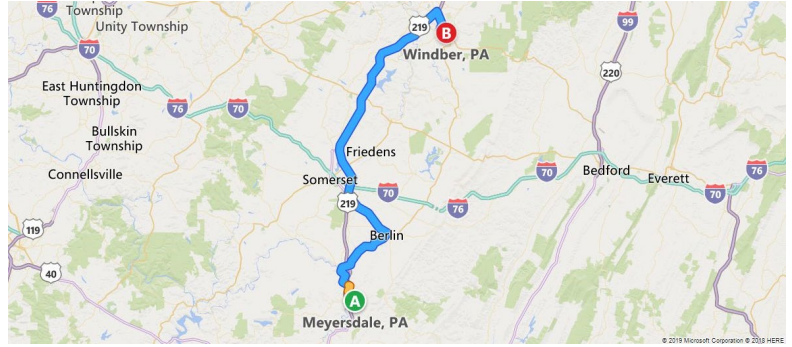 76
Township
Unity Township
70
219
B
Windber, PA
99
220
East Huntingdon
Township
76
70
Bullskin
Township
Connellsville
Friedens
Somerset
70
219
76
70
Bedford
Everett
70
76
119
Berlin
40
A
Meyersdale, PA
© 2019 Microsoft Corporation © 2018 HERE